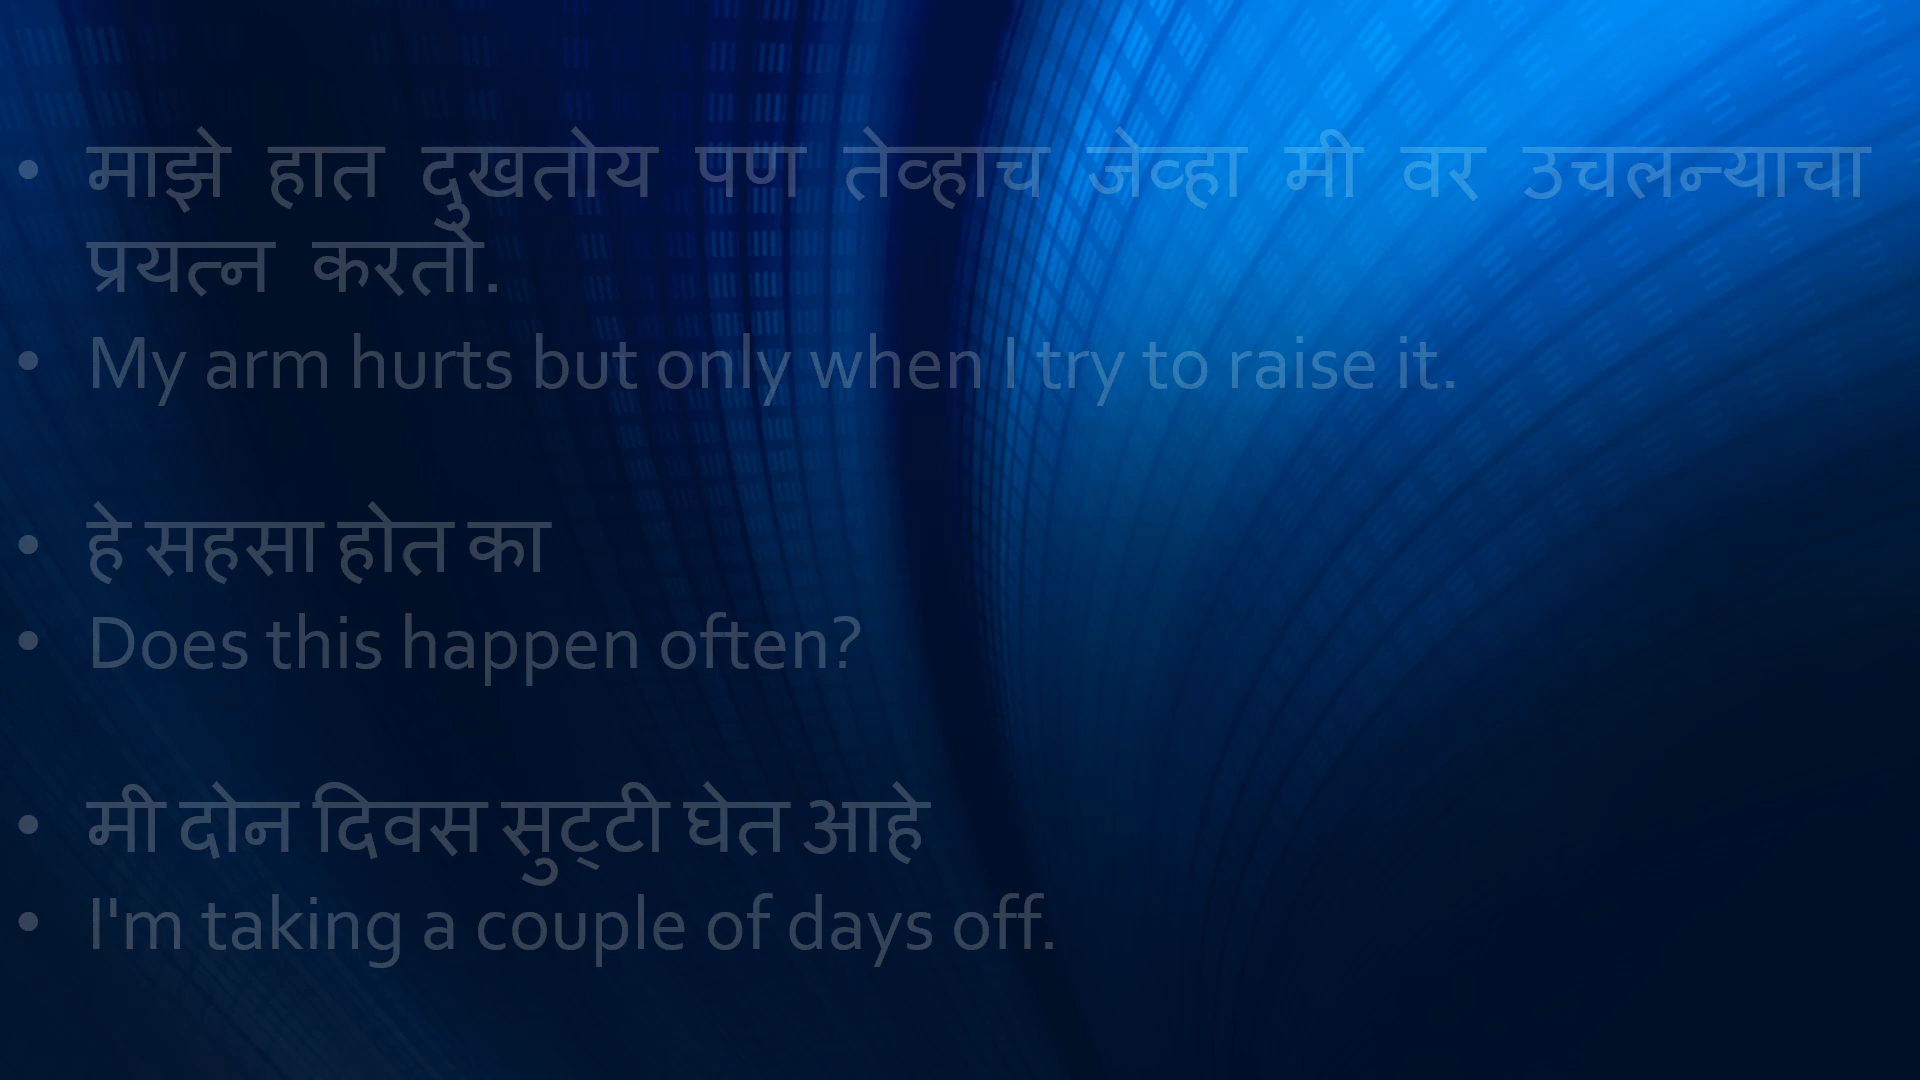 • माझे हात दुखतोय पण तेव्हाच जेव्हा मी वर उचलन्याचा
प्रयत्न करतो.
• My arm hurts but only when I try to raise it.
• हे सहसा होत का
• Does this happen often?
• मी दोन दिवस सुट्‌टी घेत आहे
• I'm taking a couple of days off.